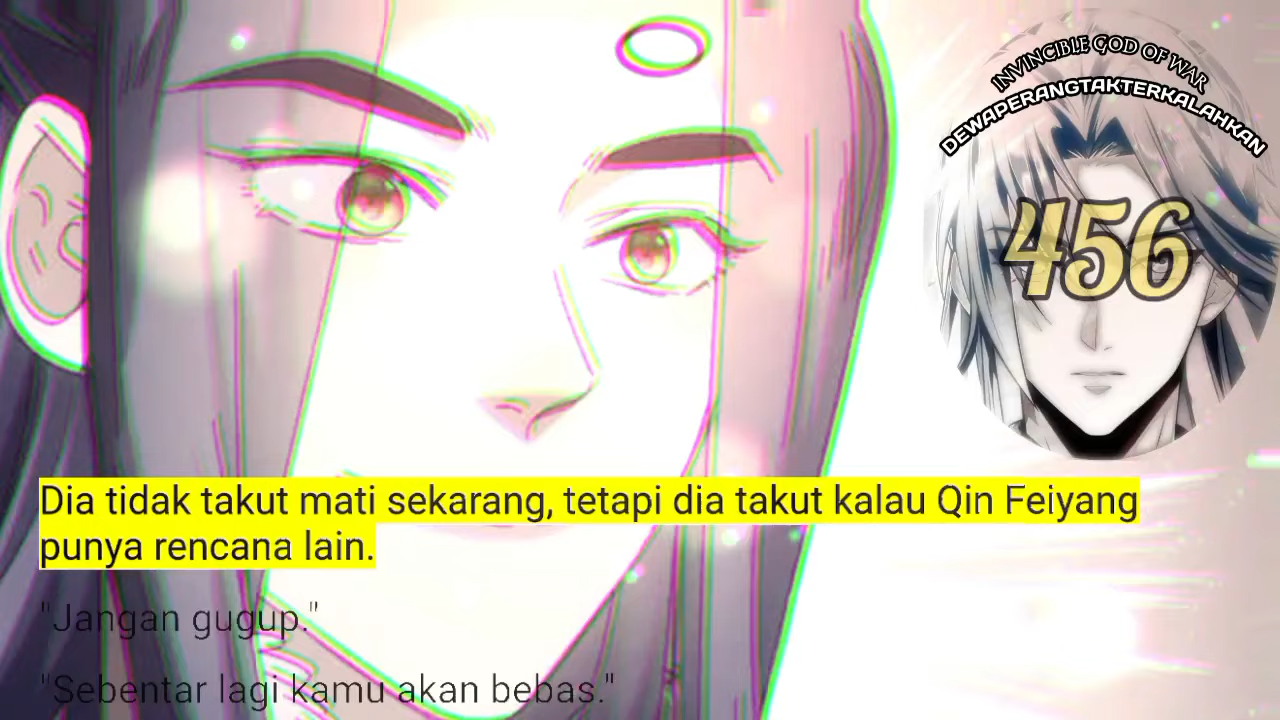 INVINCIBLE GOD OF WAR
DEWAPERANGTAKTERKALAHKAN
456
Dia tidak takut mati sekarang, tetapi dia takut kalau Qin Feiyang
punya rencana lain.
"Jangan gugup."
"Sebentar lagi kamu akan bebas."